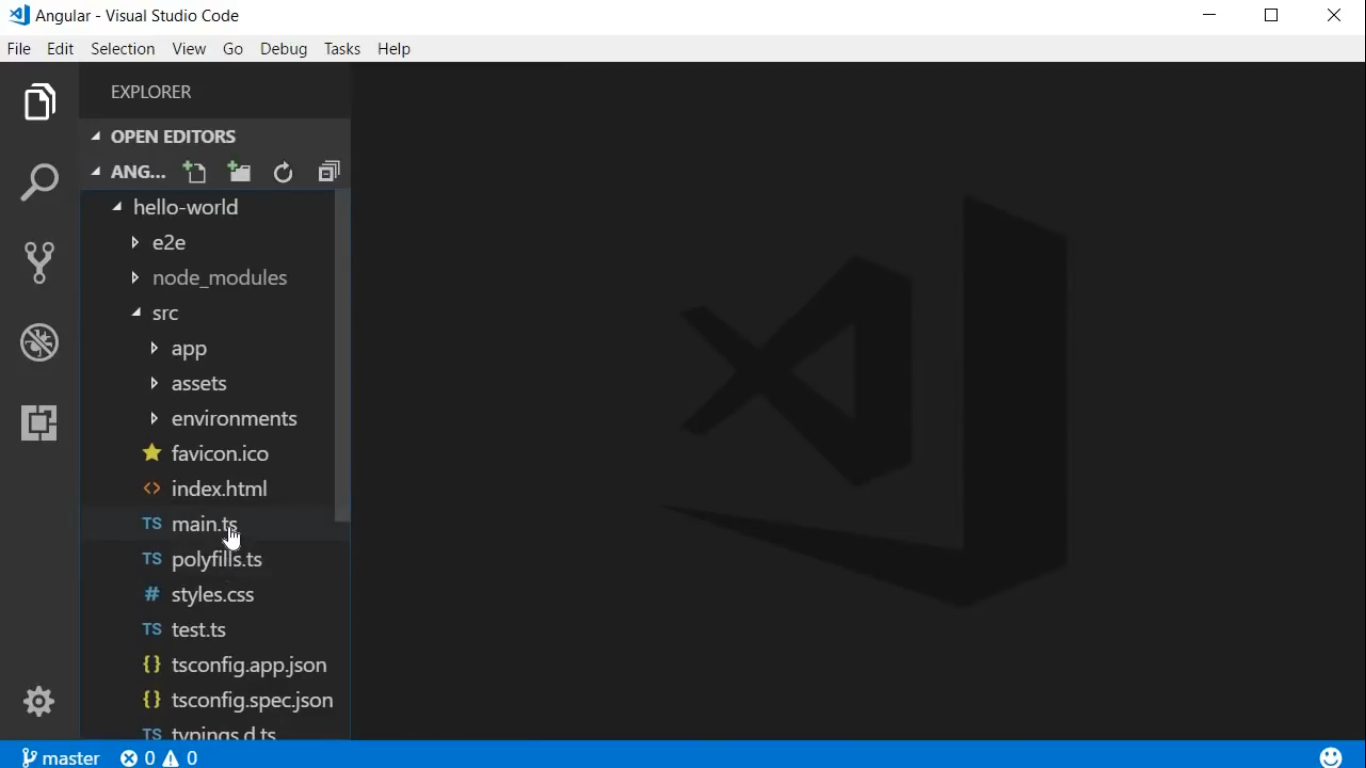 Angular - Visual Studio Code
File Edit Selection View Go Debug Tasks Help
EXPLORER
OPEN EDITORS
ANG...
hello-world
e2e
node_modules
src
app
assets
environments
favicon.ico
<> index.html
TS main.ts
TS polyfills.ts
# styles.css
TS test.ts
{} tsconfig.app.json
{} tsconfig.spec.json
TS typings.d.ts
master 0 0